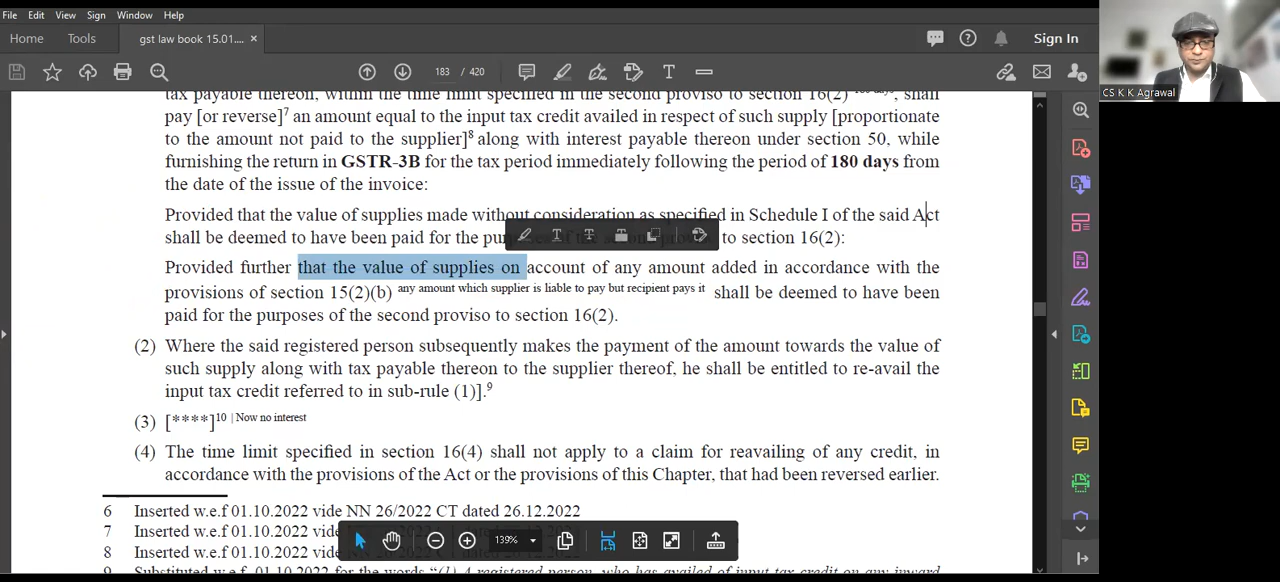 File Edit View Sign Window Help
Home Tools gst law book 15.01.... × Sign In
183 / 420
CS K K Agrawal
tax payable thereon, within the time limit specified in the second proviso to section 16(2) 180 days, shall
pay [or reverse]7 an amount equal to the input tax credit availed in respect of such supply [proportionate
to the amount not paid to the supplier]8 along with interest payable thereon under section 50, while
furnishing the return in GSTR-3B for the tax period immediately following the period of 180 days from
the date of the issue of the invoice:
Provided that the value of supplies made without consideration as specified in Schedule I of the said Act
shall be deemed to have been paid for the purposes of the second proviso to section 16(2):
Provided further that the value of supplies on account of any amount added in accordance with the
provisions of section 15(2)(b) any amount which supplier is liable to pay but recipient pays it shall be deemed to have been
paid for the purposes of the second proviso to section 16(2).
(2) Where the said registered person subsequently makes the payment of the amount towards the value of
such supply along with tax payable thereon to the supplier thereof, he shall be entitled to re-avail the
input tax credit referred to in sub-rule (1)].9
(3) [****]10 | Now no interest
(4) The time limit specified in section 16(4) shall not apply to a claim for reavailing of any credit, in
accordance with the provisions of the Act or the provisions of this Chapter, that had been reversed earlier.
6 Inserted w.e.f 01.10.2022 vide NN 26/2022 CT dated 26.12.2022
7 Inserted w.e.f. 01.10.2022 vide
8 Inserted w.e.f. 01.10.2022 vide
139%
9 Substituted w.e.f. 01.10.2022 for the words "(1) A registered person, who has availed of input tax credit on any inward